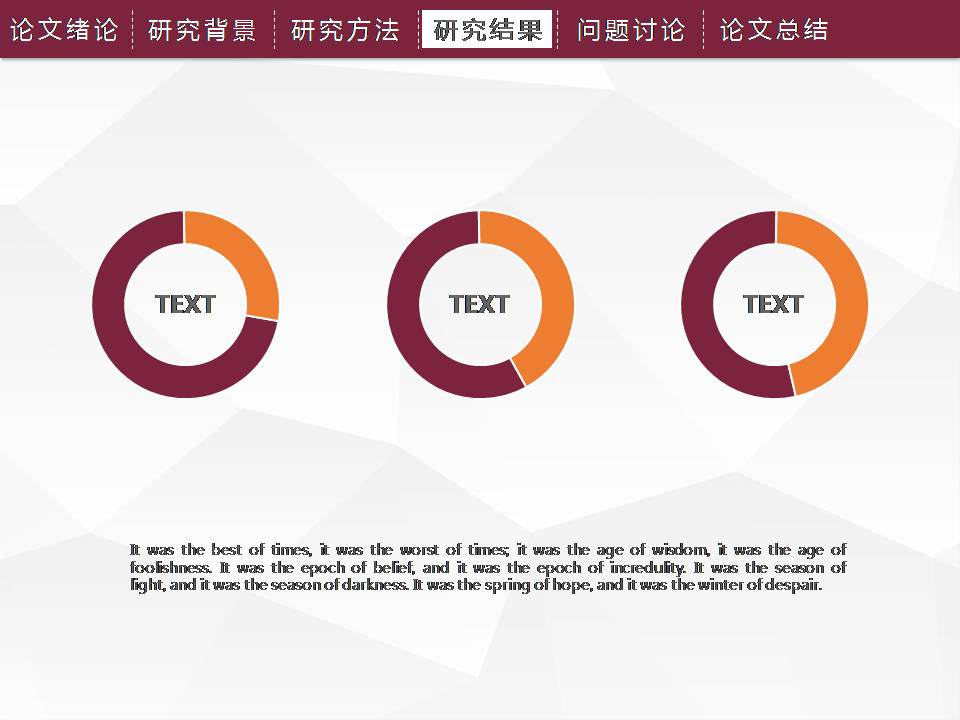 论文绪论 研究背景 研究方法 研究结果 问题讨论 论文总结
TEXT TEXT TEXT
It was the best of times, it was the worst of times; it was the age of wisdom, it was the age of
foolishness. It was the epoch of belief, and it was the epoch of incredulity. It was the season of
light, and it was the season of darkness. It was the spring of hope, and it was the winter of despair.